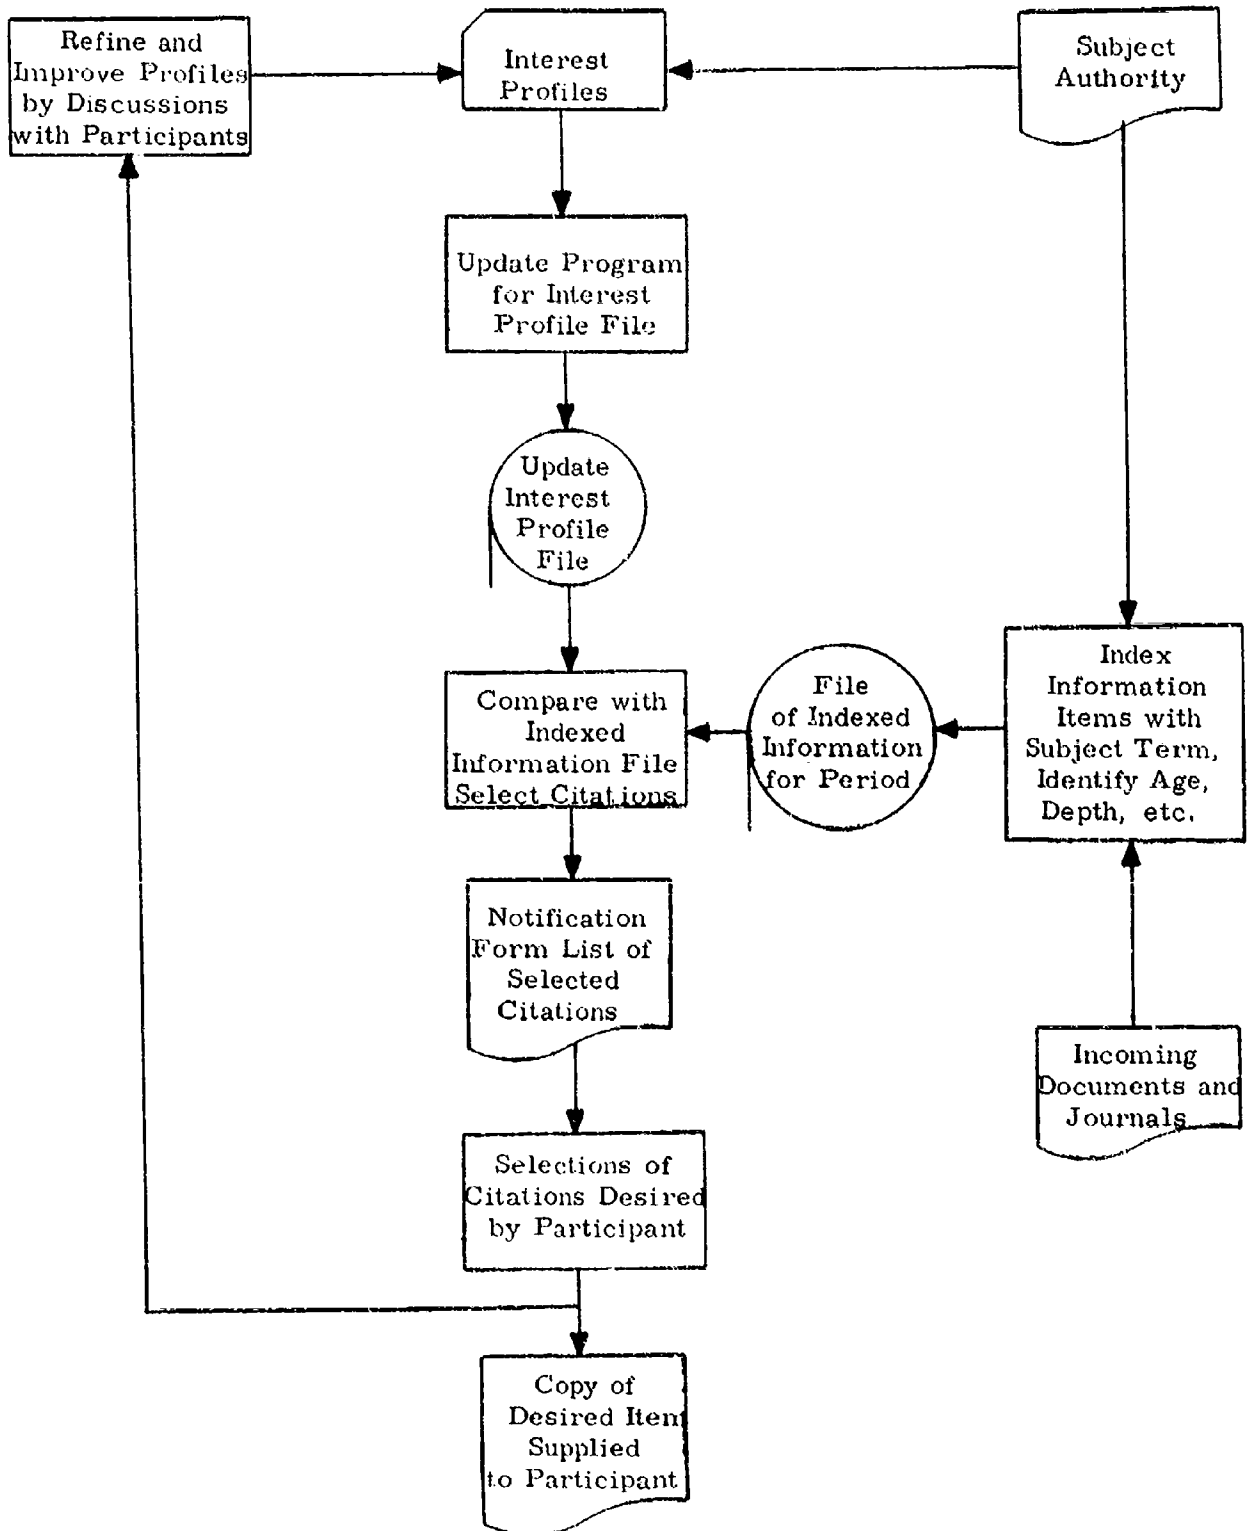 Refine and
Improve Profiles
by Discussions
with Participants
Interest
Profiles
Subject
Authority
Update Program
for Interest
Profile File
Update
Interest
Profile
File
Compare with
Indexed
Information File
Select Citations
File
of Indexed
Information
for Period
Index
Information
Items with
Subject Term,
Identify Age,
Depth, etc.
Notification
Form List of
Selected
Citations
Incoming
Documents and
Journals
Selections of
Citations Desired
by Participant
Copy of
Desired Item
Supplied
to Participant